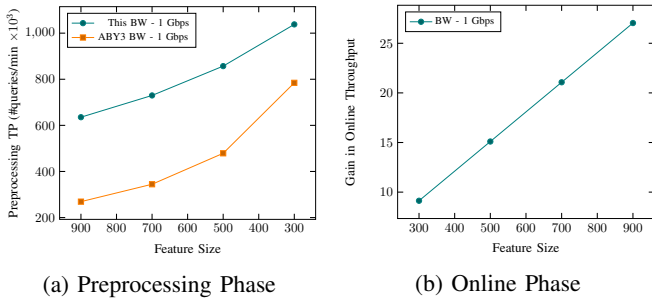 This BW - 1 Gbps
ABY3 BW - 1 Gbps
Preprocessing TP (#queries/min ×10³)
1,000
800
600
400
200
900 800 700 600 500 400 300
Feature Size
(a) Preprocessing Phase
BW - 1 Gbps
Gain in Online Throughput
25
20
15
10
300 400 500 600 700 800 900
Feature Size
(b) Online Phase